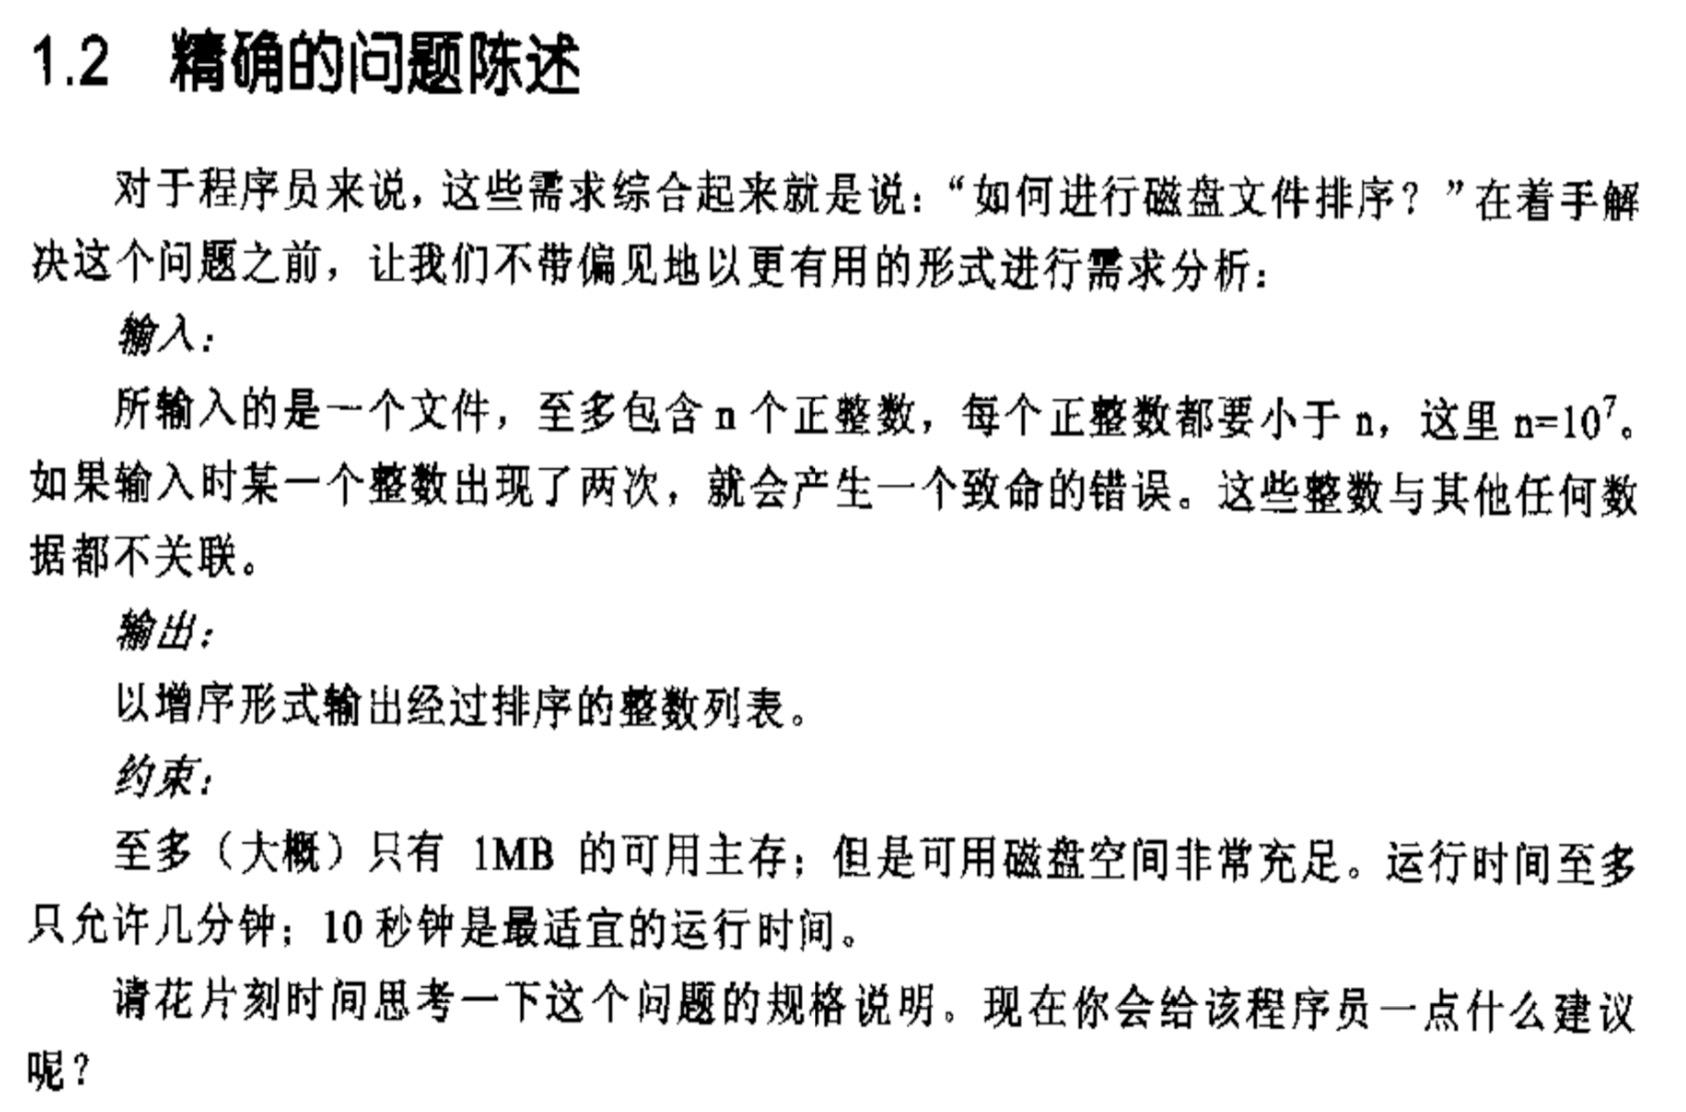 1.2 精确的问题陈述
对于程序员来说，这些需求综合起来就是说：“如何进行磁盘文件排序？”在着手解
决这个问题之前，让我们不带偏见地以更有用的形式进行需求分析：
输入：
所输入的是一个文件，至多包含 n 个正整数，每个正整数都要小于 n，这里 n=10⁷。
如果输入时某一个整数出现了两次，就会产生一个致命的错误。这些整数与其他任何数
据都不关联。
输出：
以增序形式输出经过排序的整数列表。
约束：
至多（大概）只有 1MB 的可用主存；但是可用磁盘空间非常充足。运行时间至多
只允许几分钟；10 秒钟是最适宜的运行时间。
请花片刻时间思考一下这个问题的规格说明。现在你会给该程序员一点什么建议
呢？